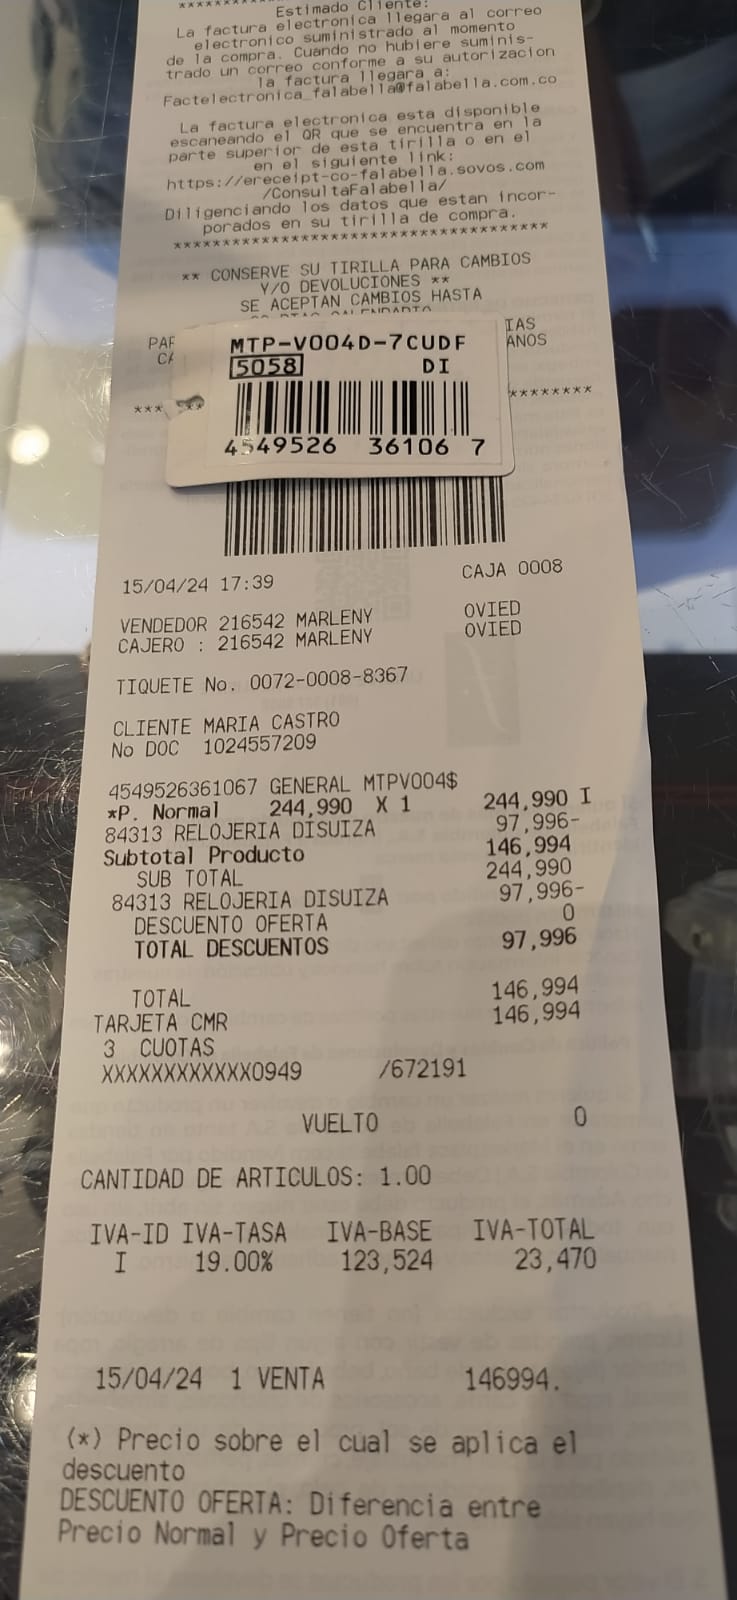 ************************************
Estimado Cliente:
La factura electronica llegara al correo
electronico suministrado al momento
de la compra. Cuando no hubiere suminis-
trado un correo conforme a su autorizacion
la factura llegara a:
Factelectronica_falabella@falabella.com.co
La factura electronica esta disponible
escaneando el QR que se encuentra en la
parte superior de esta tirilla o en el
en el siguiente link:
https://ereceipt-co-falabella.sovos.com
/ConsultaFalabella/
Diligenciando los datos que estan incor-
porados en su tirilla de compra.
************************************
** CONSERVE SU TIRILLA PARA CAMBIOS
Y/O DEVOLUCIONES **
SE ACEPTAN CAMBIOS HASTA
DIAS CALENDARIO
MTP-V004D-7CUDF
5058 DI
4549526 36106 7
15/04/24 17:39 CAJA 0008
VENDEDOR 216542 MARLENY OVIED
CAJERO : 216542 MARLENY OVIED
TIQUETE No. 0072-0008-8367
CLIENTE MARIA CASTRO
No DOC 1024557209
4549526361067 GENERAL MTPV004$
*P. Normal 244,990 X 1 244,990 I
84313 RELOJERIA DISUIZA 97,996-
Subtotal Producto 146,994
SUB TOTAL 244,990
84313 RELOJERIA DISUIZA 97,996-
DESCUENTO OFERTA 0
TOTAL DESCUENTOS 97,996
TOTAL 146,994
TARJETA CMR 146,994
3 CUOTAS
XXXXXXXXXXXX0949 /672191
VUELTO 0
CANTIDAD DE ARTICULOS: 1.00
IVA-ID IVA-TASA IVA-BASE IVA-TOTAL
I 19.00% 123,524 23,470
15/04/24 1 VENTA 146994.
(*) Precio sobre el cual se aplica el
descuento
DESCUENTO OFERTA: Diferencia entre
Precio Normal y Precio Oferta